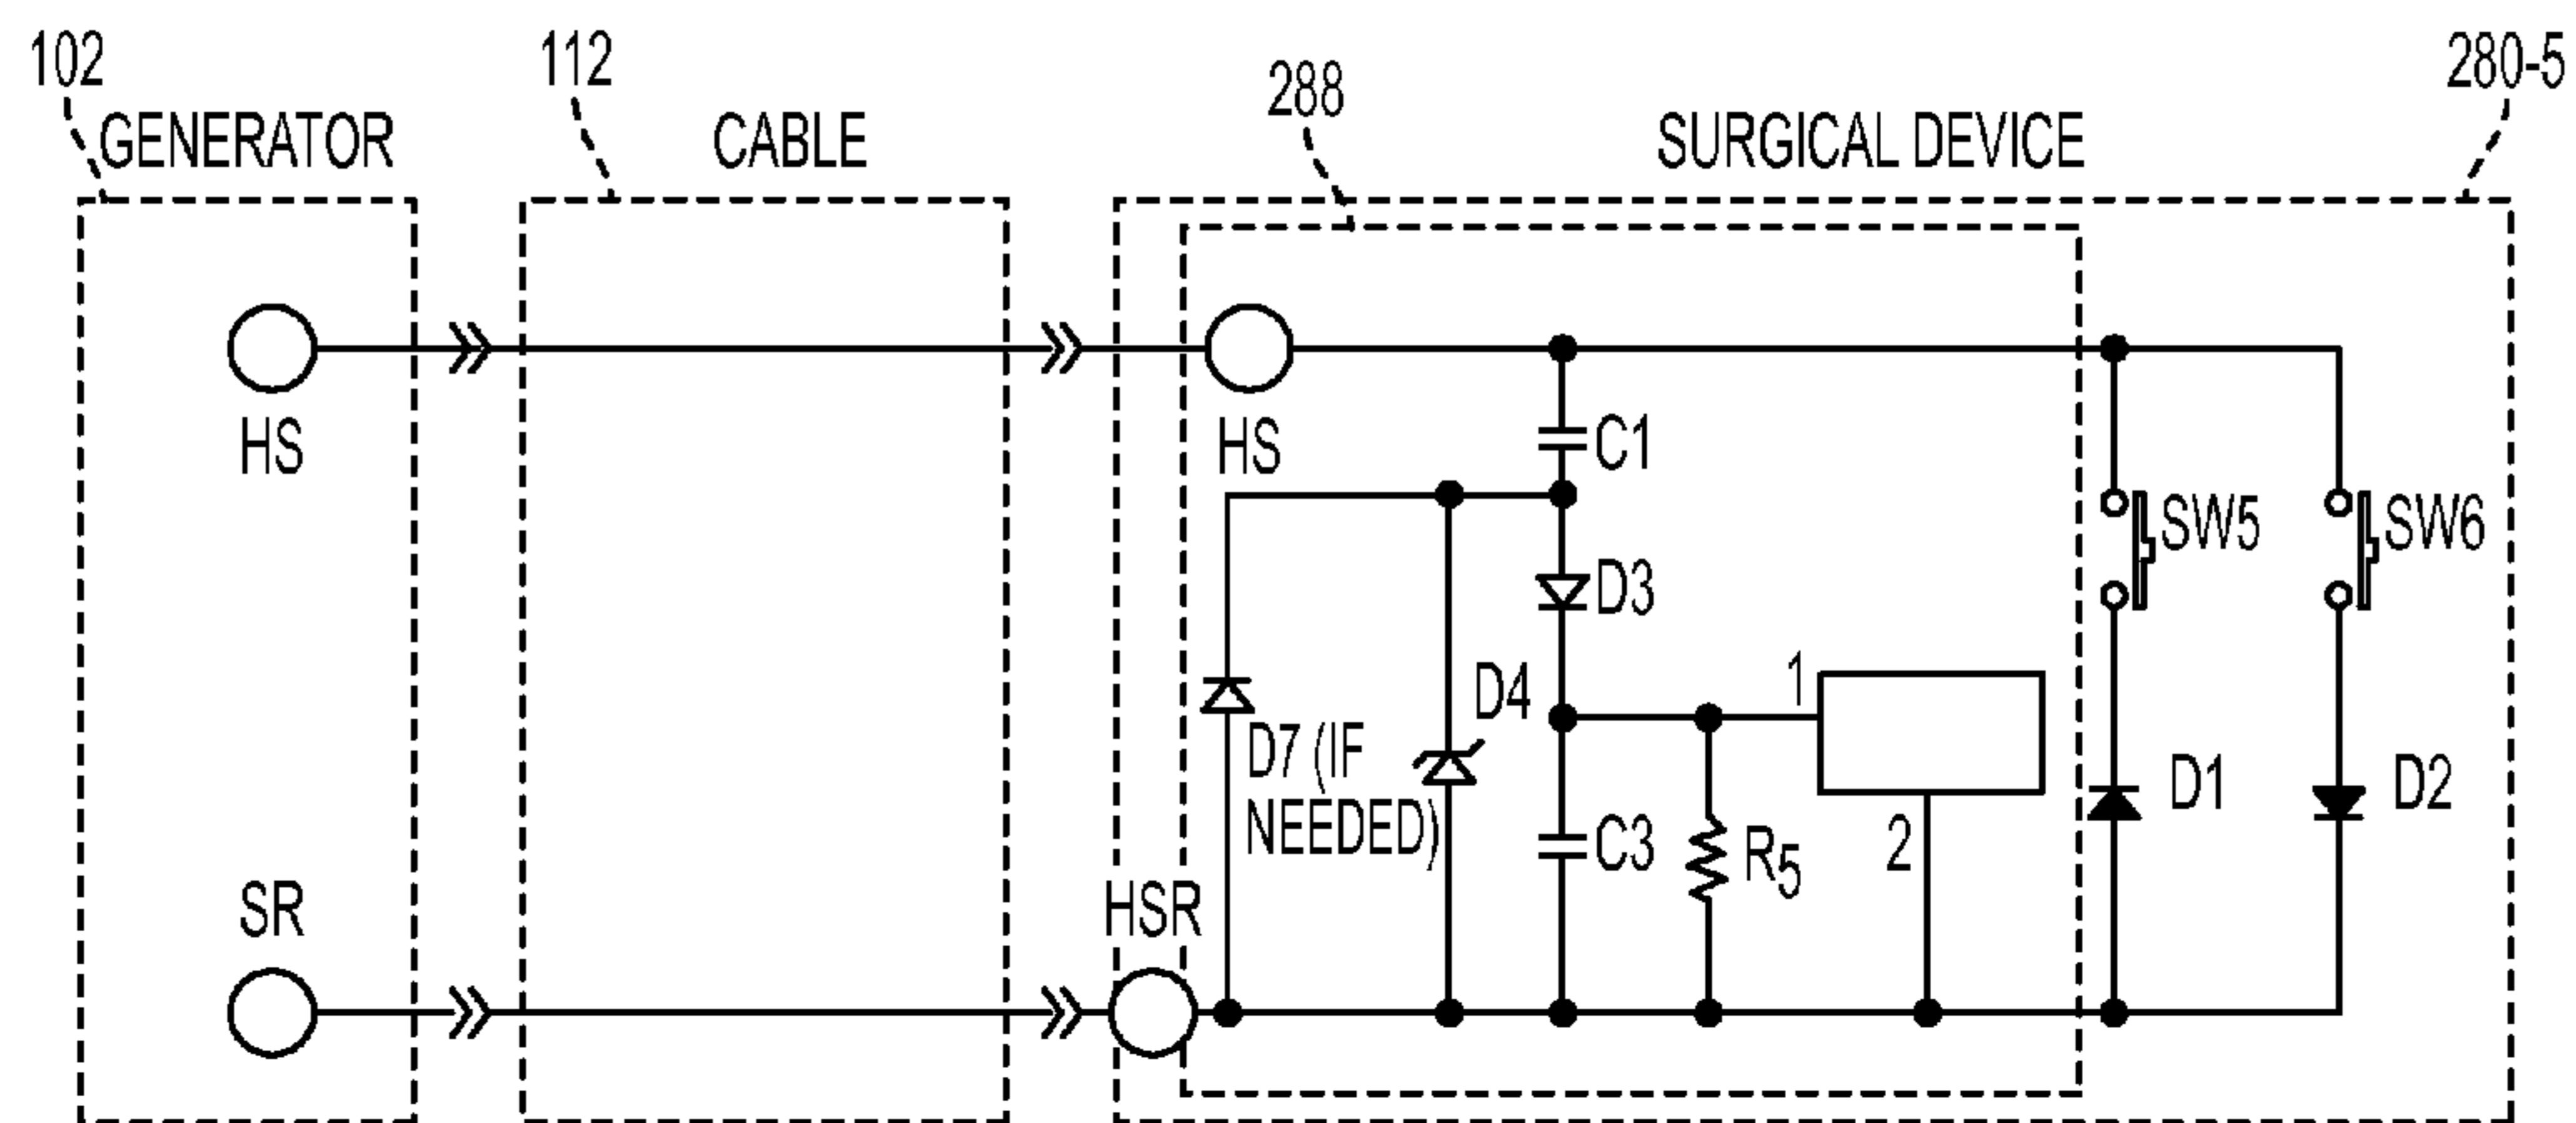 102
112
288
280-5
GENERATOR
CABLE
SURGICAL DEVICE
HS
HS
C1
SW5
SW6
D3
D4
1
D7 (IF
NEEDED)
D1
D2
C3
R5
2
SR
HSR